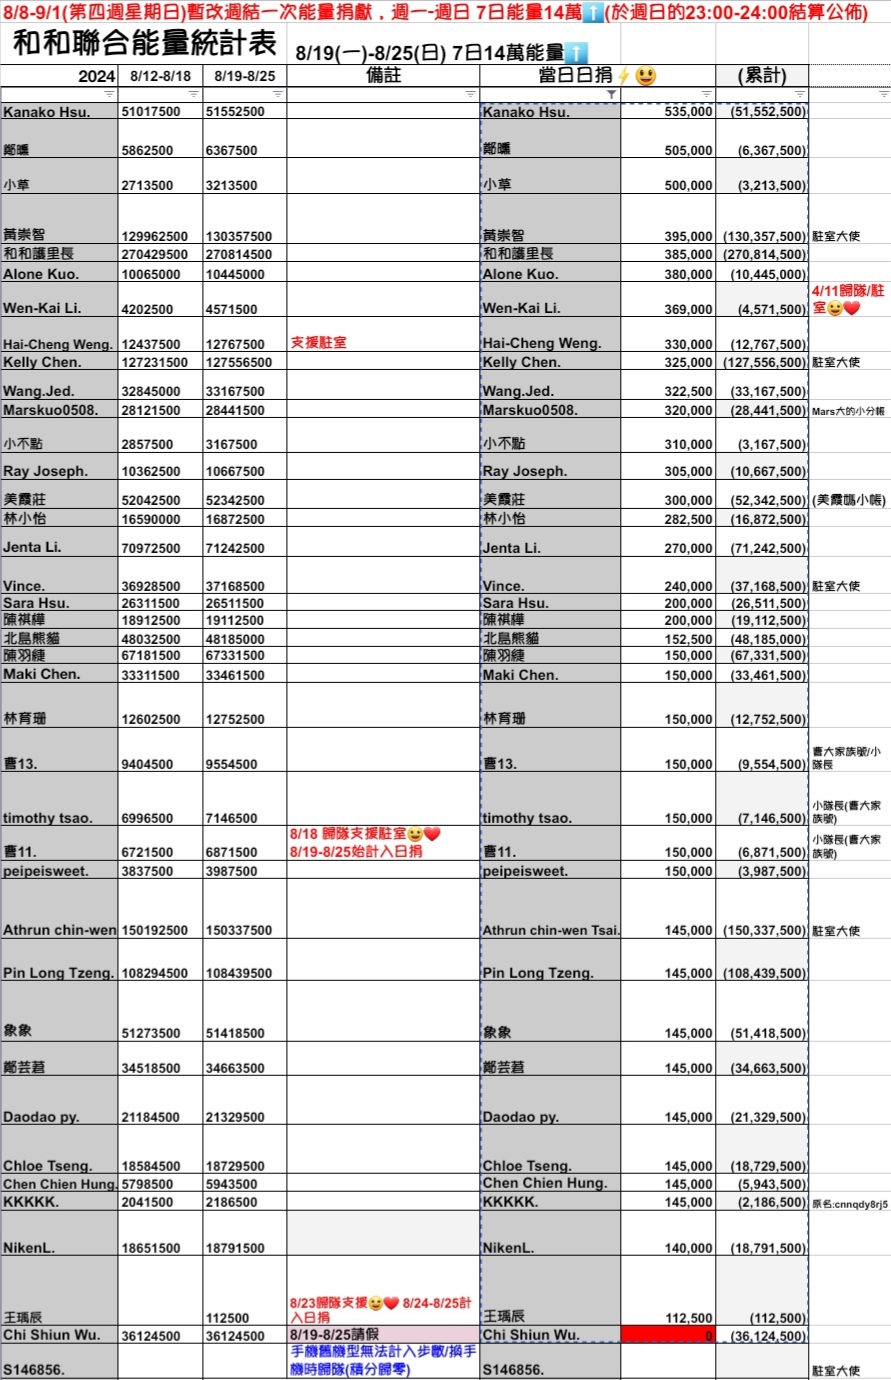 8/8-9/1(第四週星期日)暫改週結一次能量捐獻，週一-週日 7日能量14萬⬆️(於週日的23:00-24:00結算公佈)
和和聯合能量統計表 8/19(一)-8/25(日) 7日14萬能量⬆️
2024 8/12-8/18 8/19-8/25 備註 當日日捐⚡😃 (累計)
Kanako Hsu. 51017500 51552500 Kanako Hsu. 535,000 (51,552,500)
鄭 5862500 6367500 鄭 505,000 (6,367,500)
小草 2713500 3213500 小草 500,000 (3,213,500)
黃崇智 129962500 130357500 黃崇智 395,000 (130,357,500) 駐室大使
和和護里長 270429500 270814500 和和護里長 385,000 (270,814,500)
Alone Kuo. 10065000 10445000 Alone Kuo. 380,000 (10,445,000)
Wen-Kai Li. 4202500 4571500 Wen-Kai Li. 369,000 (4,571,500) 4/11歸隊/駐
室😉❤️
Hai-Cheng Weng. 12437500 12767500 支援駐室 Hai-Cheng Weng. 330,000 (12,767,500)
Kelly Chen. 127231500 127556500 Kelly Chen. 325,000 (127,556,500) 駐室大使
Wang.Jed. 32845000 33167500 Wang.Jed. 322,500 (33,167,500)
Marskuo0508. 28121500 28441500 Marskuo0508. 320,000 (28,441,500) Mars大的小分帳
小不點 2857500 3167500 小不點 310,000 (3,167,500)
Ray Joseph. 10362500 10667500 Ray Joseph. 305,000 (10,667,500)
美霞莊 52042500 52342500 美霞莊 300,000 (52,342,500) (美霞媽小帳)
林小怡 16590000 16872500 林小怡 282,500 (16,872,500)
Jenta Li. 70972500 71242500 Jenta Li. 270,000 (71,242,500)
Vince. 36928500 37168500 Vince. 240,000 (37,168,500) 駐室大使
Sara Hsu. 26311500 26511500 Sara Hsu. 200,000 (26,511,500)
陳祺樺 18912500 19112500 陳祺樺 200,000 (19,112,500)
北島熊貓 48032500 48185000 北島熊貓 152,500 (48,185,000)
陳羽緁 67181500 67331500 陳羽緁 150,000 (67,331,500)
Maki Chen. 33311500 33461500 Maki Chen. 150,000 (33,461,500)
林育珊 12602500 12752500 林育珊 150,000 (12,752,500)
曹13. 9404500 9554500 曹13. 150,000 (9,554,500) 曹大家族號/小
隊長
timothy tsao. 6996500 7146500 timothy tsao. 150,000 (7,146,500) 小隊長(曹大家
族號)
8/18 歸隊支援駐室😉❤️
曹11. 6721500 6871500 8/19-8/25始計入日捐 曹11. 150,000 (6,871,500) 小隊長(曹大家
族號)
peipeisweet. 3837500 3987500 peipeisweet. 150,000 (3,987,500)
Athrun chin-wen 150192500 150337500 Athrun chin-wen Tsai. 145,000 (150,337,500) 駐室大使
Pin Long Tzeng. 108294500 108439500 Pin Long Tzeng. 145,000 (108,439,500)
象象 51273500 51418500 象象 145,000 (51,418,500)
鄭芸莙 34518500 34663500 鄭芸莙 145,000 (34,663,500)
Daodao py. 21184500 21329500 Daodao py. 145,000 (21,329,500)
Chloe Tseng. 18584500 18729500 Chloe Tseng. 145,000 (18,729,500)
Chen Chien Hung. 5798500 5943500 Chen Chien Hung. 145,000 (5,943,500)
KKKKK. 2041500 2186500 KKKKK. 145,000 (2,186,500) 原名:cnnqdy8rj5
NikenL. 18651500 18791500 NikenL. 140,000 (18,791,500)
8/23歸隊支援😉❤️ 8/24-8/25計
王瑀辰 112500 入日捐 王瑀辰 112,500 (112,500)
Chi Shiun Wu. 36124500 36124500 8/19-8/25請假 Chi Shiun Wu. 0 (36,124,500)
手機舊機型無法計入步數/換手
S146856. 機時歸隊(積分歸零) S146856. 駐室大使